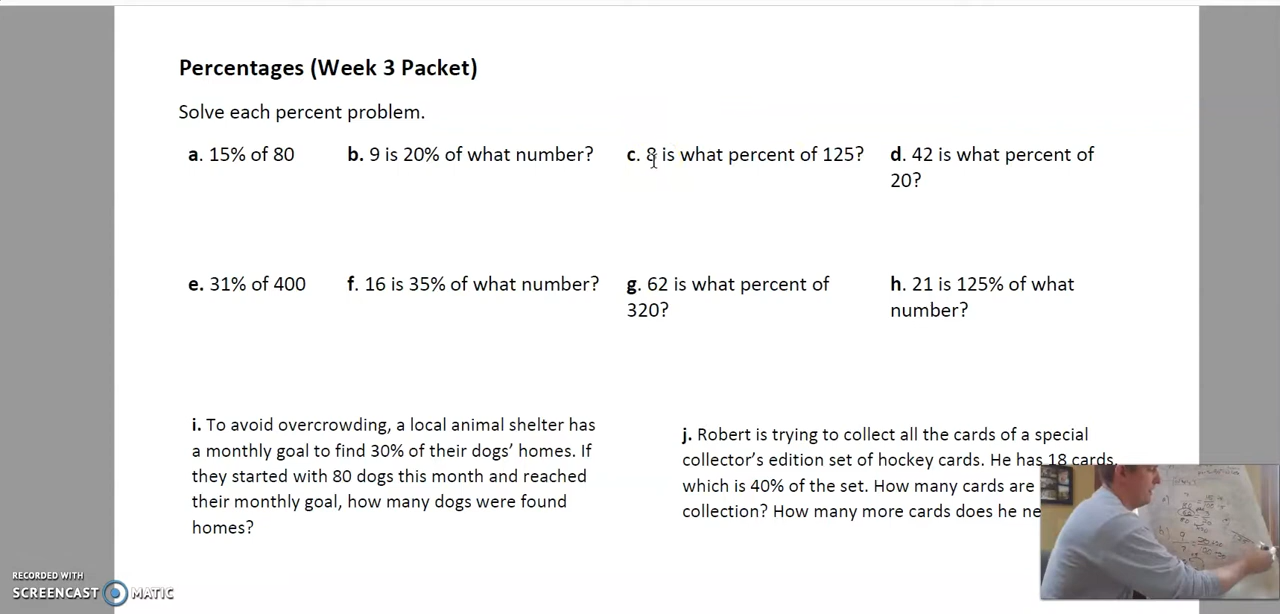 Percentages (Week 3 Packet)
Solve each percent problem.
a. 15% of 80
b. 9 is 20% of what number?
c. 8 is what percent of 125?
d. 42 is what percent of
20?
e. 31% of 400
f. 16 is 35% of what number?
g. 62 is what percent of
320?
h. 21 is 125% of what
number?
i. To avoid overcrowding, a local animal shelter has
a monthly goal to find 30% of their dogs' homes. If
they started with 80 dogs this month and reached
their monthly goal, how many dogs were found
homes?
j. Robert is trying to collect all the cards of a special
collector's edition set of hockey cards. He has 18 cards,
which is 40% of the set. How many cards are
collection? How many more cards does he ne
RECORDED WITH
SCREENCAST MATIC